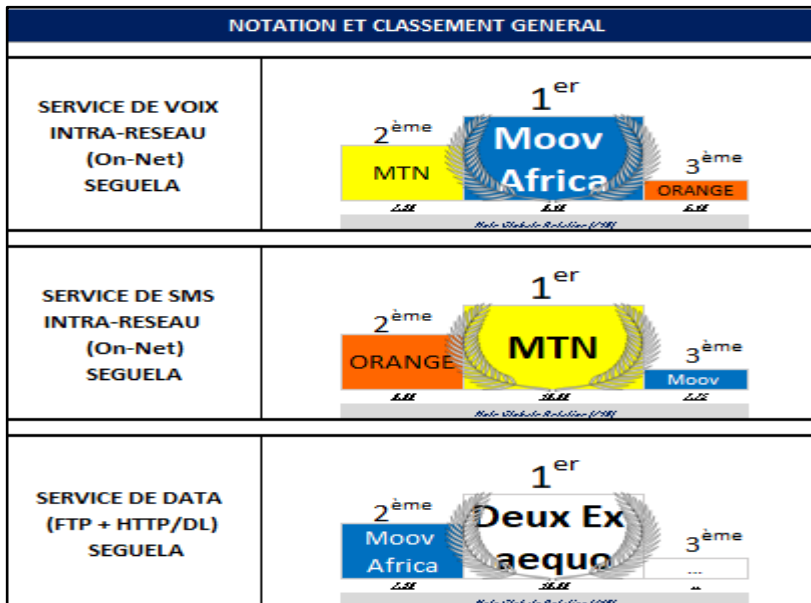 NOTATION ET CLASSEMENT GENERAL
SERVICE DE VOIX
INTRA-RESEAU
(On-Net)
SEGUELA
1er
2ème
3ème
Moov
Africa
MTN
ORANGE
SERVICE DE SMS
INTRA-RESEAU
(On-Net)
SEGUELA
1er
2ème
3ème
MTN
ORANGE
Moov
SERVICE DE DATA
(FTP + HTTP/DL)
SEGUELA
1er
2ème
3ème
Deux Ex
aequo
Moov
Africa
...